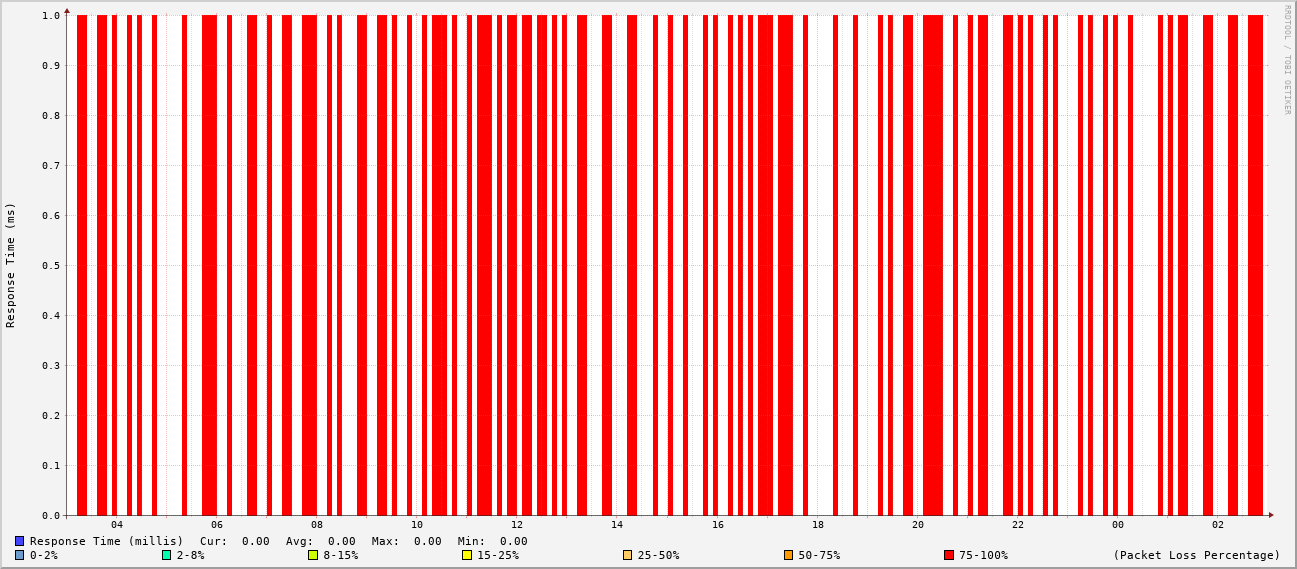 RRDTOOL / TOBI OETIKER
Response Time (ms)
1.0
0.9
0.8
0.7
0.6
0.5
0.4
0.3
0.2
0.1
0.0
04 06 08 10 12 14 16 18 20 22 00 02
Response Time (millis) Cur: 0.00 Avg: 0.00 Max: 0.00 Min: 0.00
0-2% 2-8% 8-15% 15-25% 25-50% 50-75% 75-100% (Packet Loss Percentage)